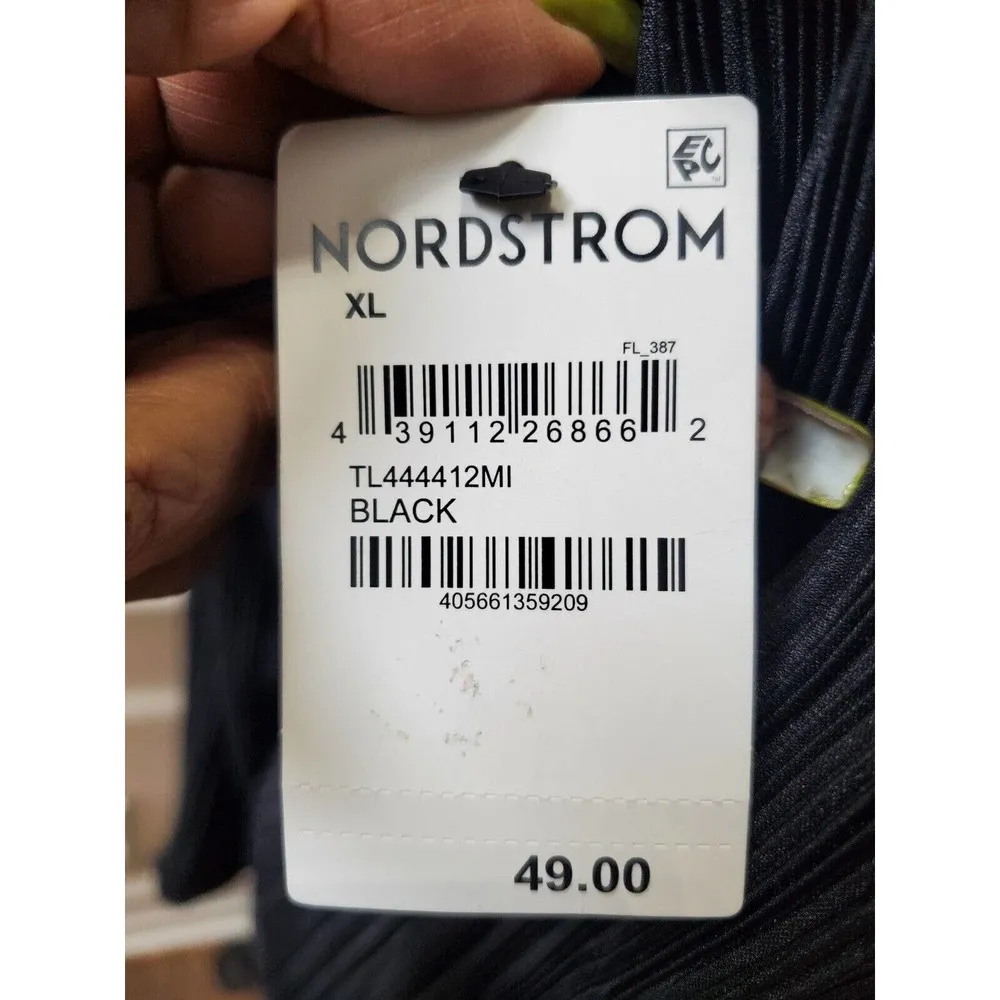 EPC
NORDSTROM
XL
FL_387
4 39112 26866 2
TL444412MI
BLACK
405661359209
49.00